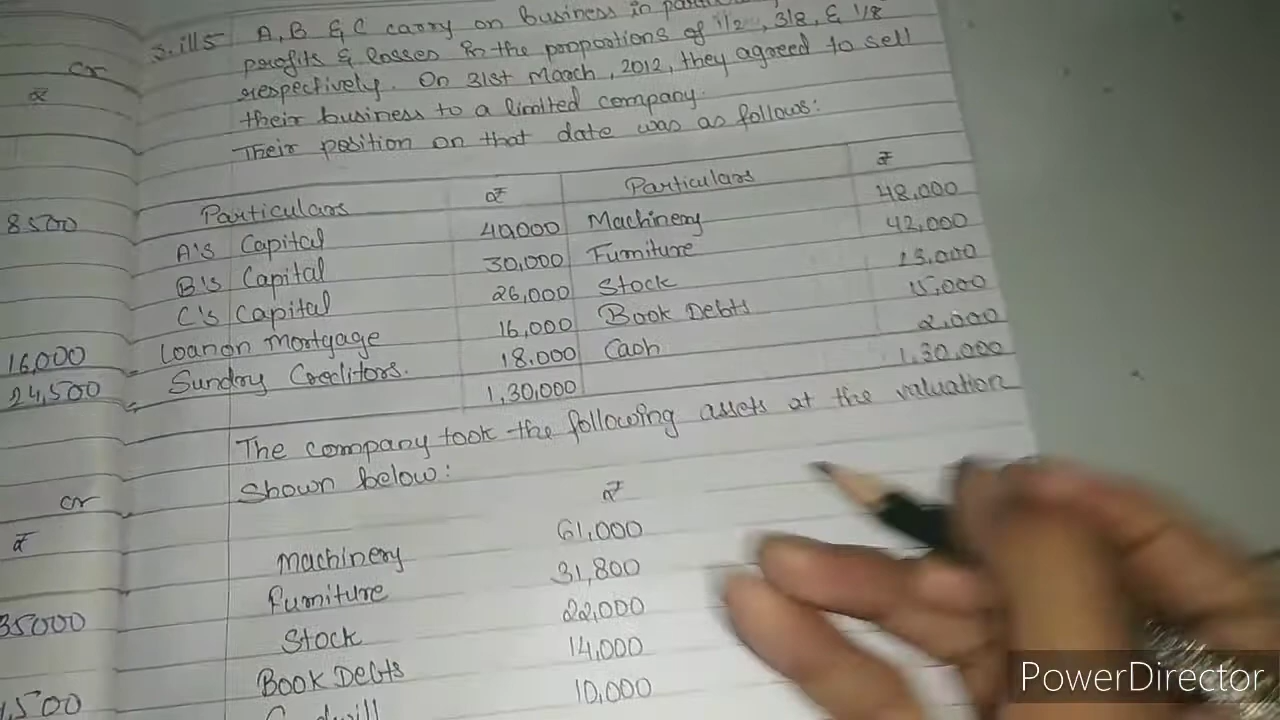 3. ill5 A, B & C carry on business in
profits & losses in the proportions of 1/2, 3/8, & 1/8
respectively. On 31st March, 2012, they agreed to sell
their business to a limited company.
Their position on that date was as follows:
Particulars ₹ Particulars ₹
A's Capital 40000 Machinery 48,000
B's Capital 30,000 Furniture 42,000
C's Capital 26,000 Stock 23,000
Loan on Mortgage 16,000 Book Debts 15,000
Sundry Creditors. 18.000 Cash 2,000
1,30,000 1,30,000
The company took the following assets at the valuation
Shown below:
₹
Machinery 61,000
Furniture 31,800
Stock 22,000
Book Debts 14,000
Goodwill 10,000
cr
₹
8500
16,000
24,500
cr
₹
35000
,500
PowerDirector